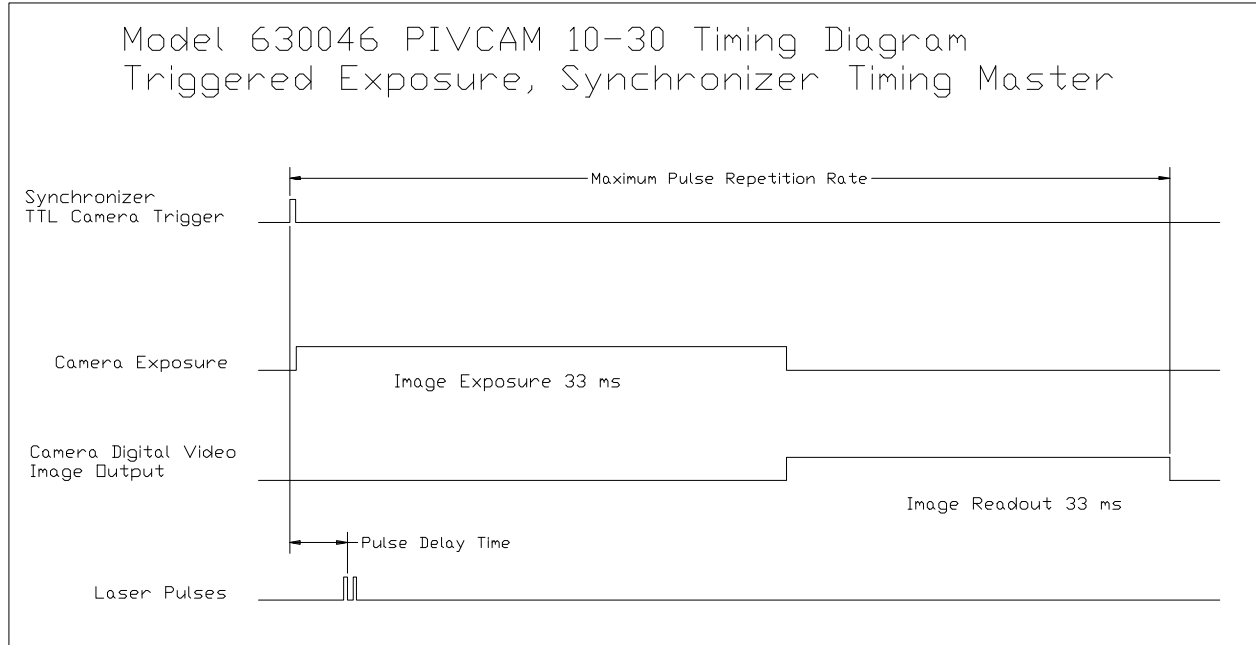 Model 630046 PIVCAM 10-30 Timing Diagram
Triggered Exposure, Synchronizer Timing Master
Maximum Pulse Repetition Rate
Synchronizer
TTL Camera Trigger
Camera Exposure
Image Exposure 33 ms
Camera Digital Video
Image Output
Image Readout 33 ms
Pulse Delay Time
Laser Pulses